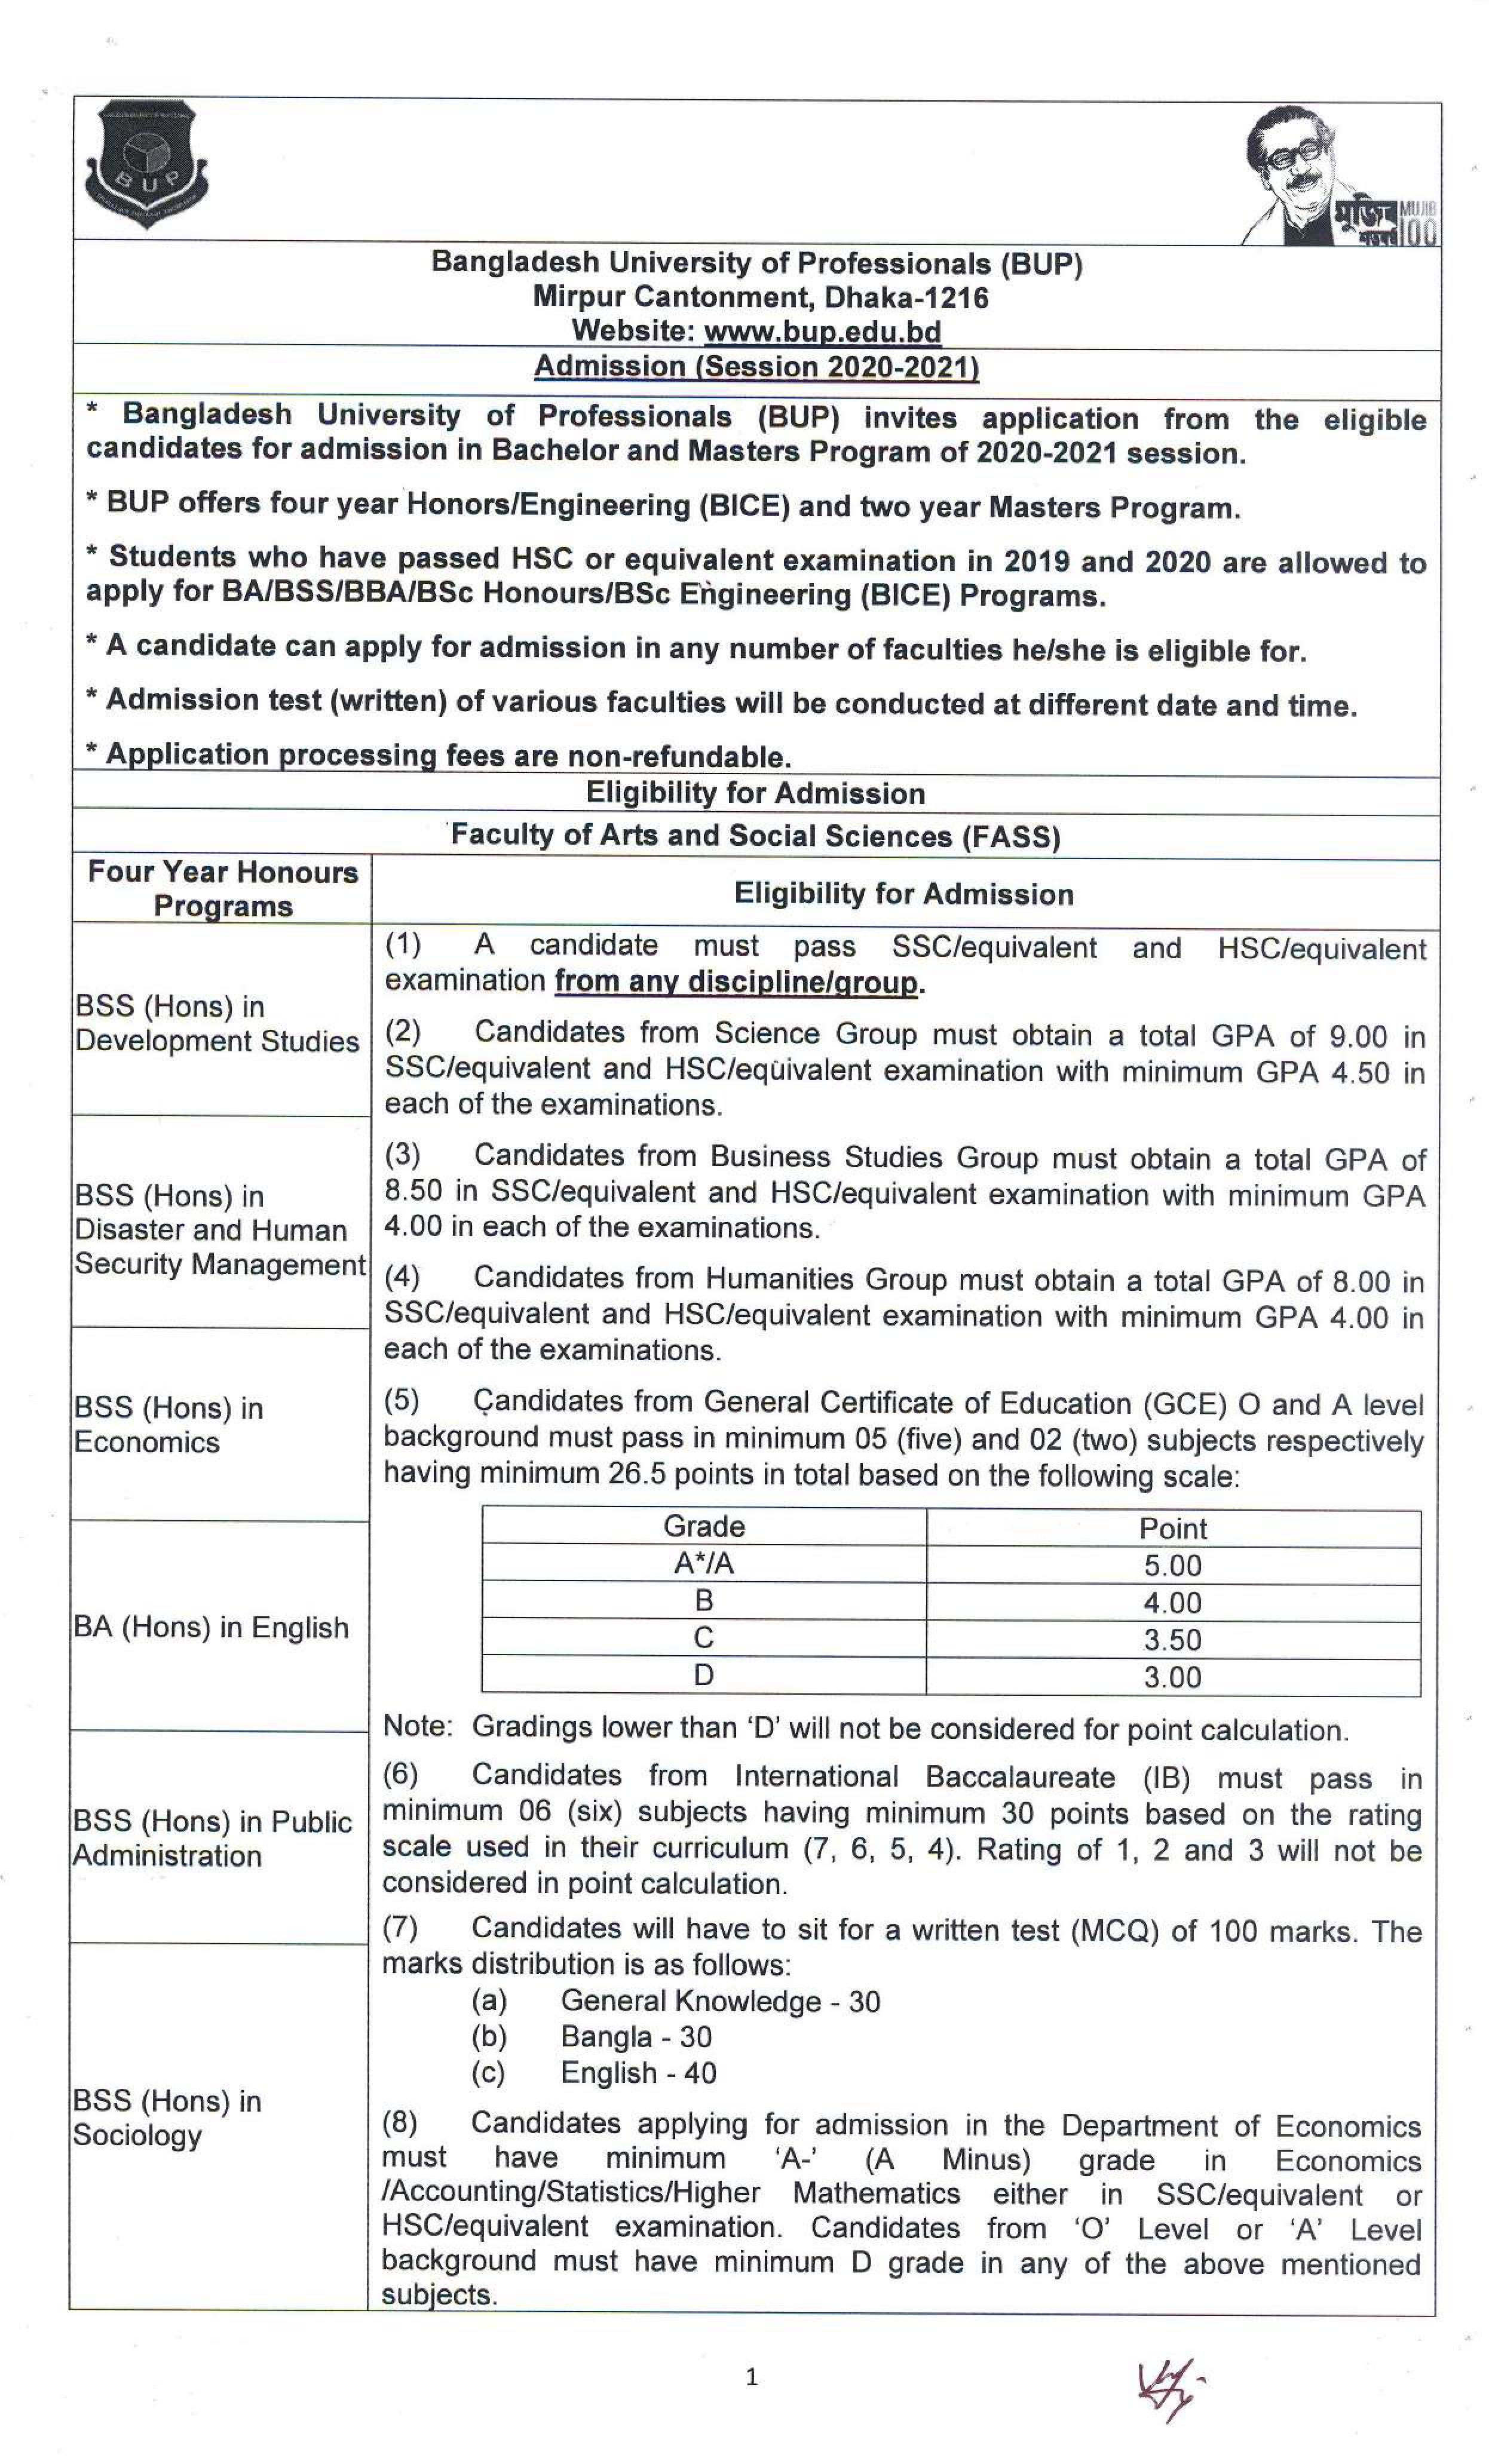 BUP
মুজিব MUJIB
শতবর্ষ 100
Bangladesh University of Professionals (BUP)
Mirpur Cantonment, Dhaka-1216
Website: www.bup.edu.bd
Admission (Session 2020-2021)
* Bangladesh University of Professionals (BUP) invites application from the eligible
candidates for admission in Bachelor and Masters Program of 2020-2021 session.
* BUP offers four year Honors/Engineering (BICE) and two year Masters Program.
* Students who have passed HSC or equivalent examination in 2019 and 2020 are allowed to
apply for BA/BSS/BBA/BSc Honours/BSc Engineering (BICE) Programs.
* A candidate can apply for admission in any number of faculties he/she is eligible for.
* Admission test (written) of various faculties will be conducted at different date and time.
* Application processing fees are non-refundable.
Eligibility for Admission
Faculty of Arts and Social Sciences (FASS)
Four Year Honours
Programs
Eligibility for Admission
BSS (Hons) in
Development Studies
BSS (Hons) in
Disaster and Human
Security Management
BSS (Hons) in
Economics
BA (Hons) in English
BSS (Hons) in Public
Administration
BSS (Hons) in
Sociology
(1) A candidate must pass SSC/equivalent and HSC/equivalent
examination from any discipline/group.
(2) Candidates from Science Group must obtain a total GPA of 9.00 in
SSC/equivalent and HSC/equivalent examination with minimum GPA 4.50 in
each of the examinations.
(3) Candidates from Business Studies Group must obtain a total GPA of
8.50 in SSC/equivalent and HSC/equivalent examination with minimum GPA
4.00 in each of the examinations.
(4) Candidates from Humanities Group must obtain a total GPA of 8.00 in
SSC/equivalent and HSC/equivalent examination with minimum GPA 4.00 in
each of the examinations.
(5) Candidates from General Certificate of Education (GCE) O and A level
background must pass in minimum 05 (five) and 02 (two) subjects respectively
having minimum 26.5 points in total based on the following scale:
Grade Point
A*/A 5.00
B 4.00
C 3.50
D 3.00
Note: Gradings lower than ‘D’ will not be considered for point calculation.
(6) Candidates from International Baccalaureate (IB) must pass in
minimum 06 (six) subjects having minimum 30 points based on the rating
scale used in their curriculum (7, 6, 5, 4). Rating of 1, 2 and 3 will not be
considered in point calculation.
(7) Candidates will have to sit for a written test (MCQ) of 100 marks. The
marks distribution is as follows:
(a) General Knowledge - 30
(b) Bangla - 30
(c) English - 40
(8) Candidates applying for admission in the Department of Economics
must have minimum ‘A-’ (A Minus) grade in Economics
/Accounting/Statistics/Higher Mathematics either in SSC/equivalent or
HSC/equivalent examination. Candidates from ‘O’ Level or ‘A’ Level
background must have minimum D grade in any of the above mentioned
subjects.
1